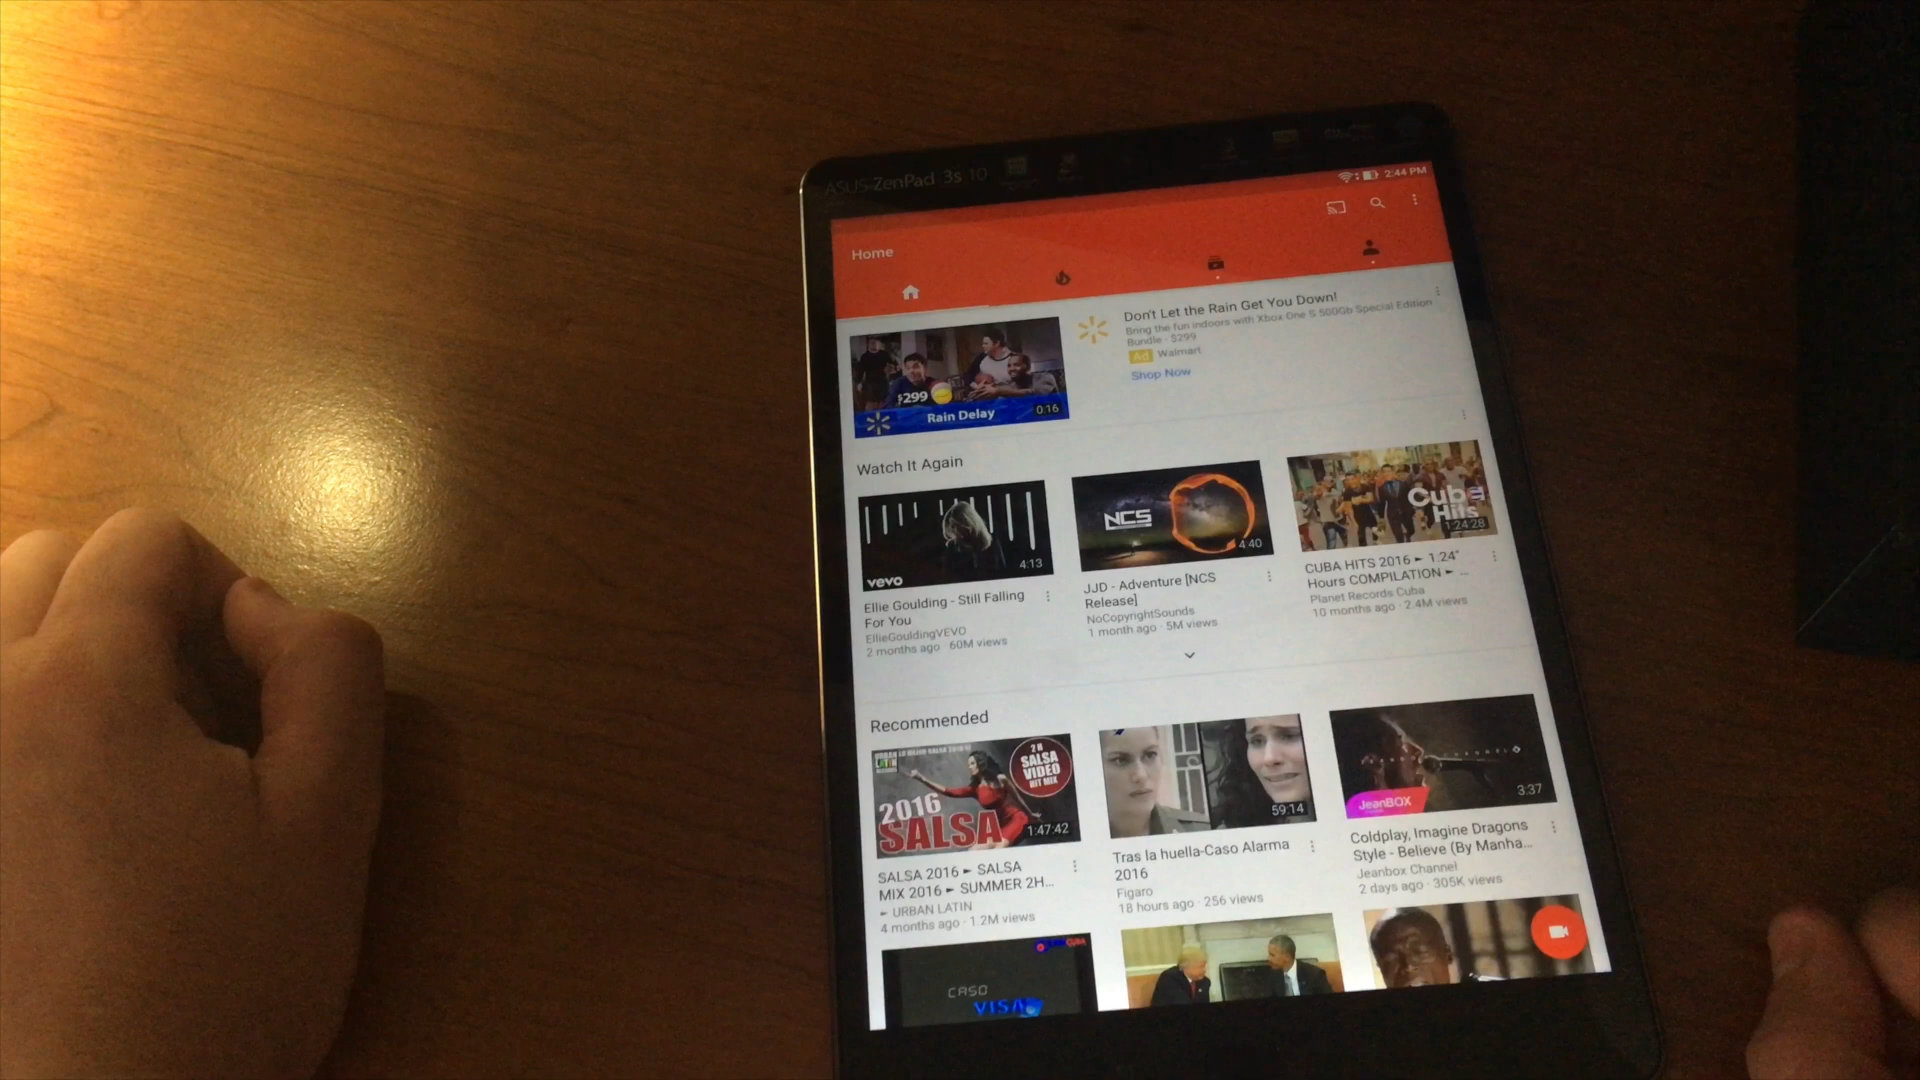 ASUS ZenPad 3s 10
2:44 PM
Home
$299
Rain Delay
0:16
Don't Let the Rain Get You Down!
Bring the fun indoors with Xbox One S 500Gb Special Edition
Bundle · $299
Ad Walmart
Shop Now
Watch It Again
vevo
4:13
Ellie Goulding - Still Falling
For You
EllieGouldingVEVO
2 months ago · 60M views
NCS
4:40
JJD - Adventure [NCS
Release]
NoCopyrightSounds
1 month ago · 5M views
Cuba
Hits
1:24:28
CUBA HITS 2016 ► 1:24"
Hours COMPILATION ► ...
Planet Records Cuba
10 months ago · 2.4M views
Recommended
2 H
SALSA
VIDEO
HIT MIX
2016
SALSA
1:47:42
SALSA 2016 ► SALSA
MIX 2016 ► SUMMER 2H...
► URBAN LATIN
4 months ago · 1.2M views
59:14
Tras la huella-Caso Alarma
2016
Figaro
18 hours ago · 256 views
CHANNEL
JeanBOX
3:37
Coldplay, Imagine Dragons
Style - Believe (By Manha...
Jeanbox Channel
2 days ago · 305K views
CASO
VISA